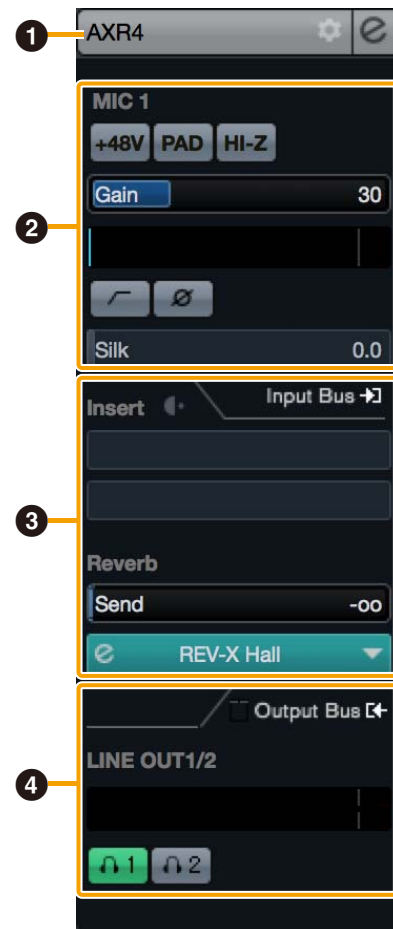 1
AXR4
2
MIC 1
+48V PAD HI-Z
Gain 30
Ø
Silk 0.0
3
Insert Input Bus
Reverb
Send -oo
e REV-X Hall
4
Output Bus
LINE OUT1/2
1 2